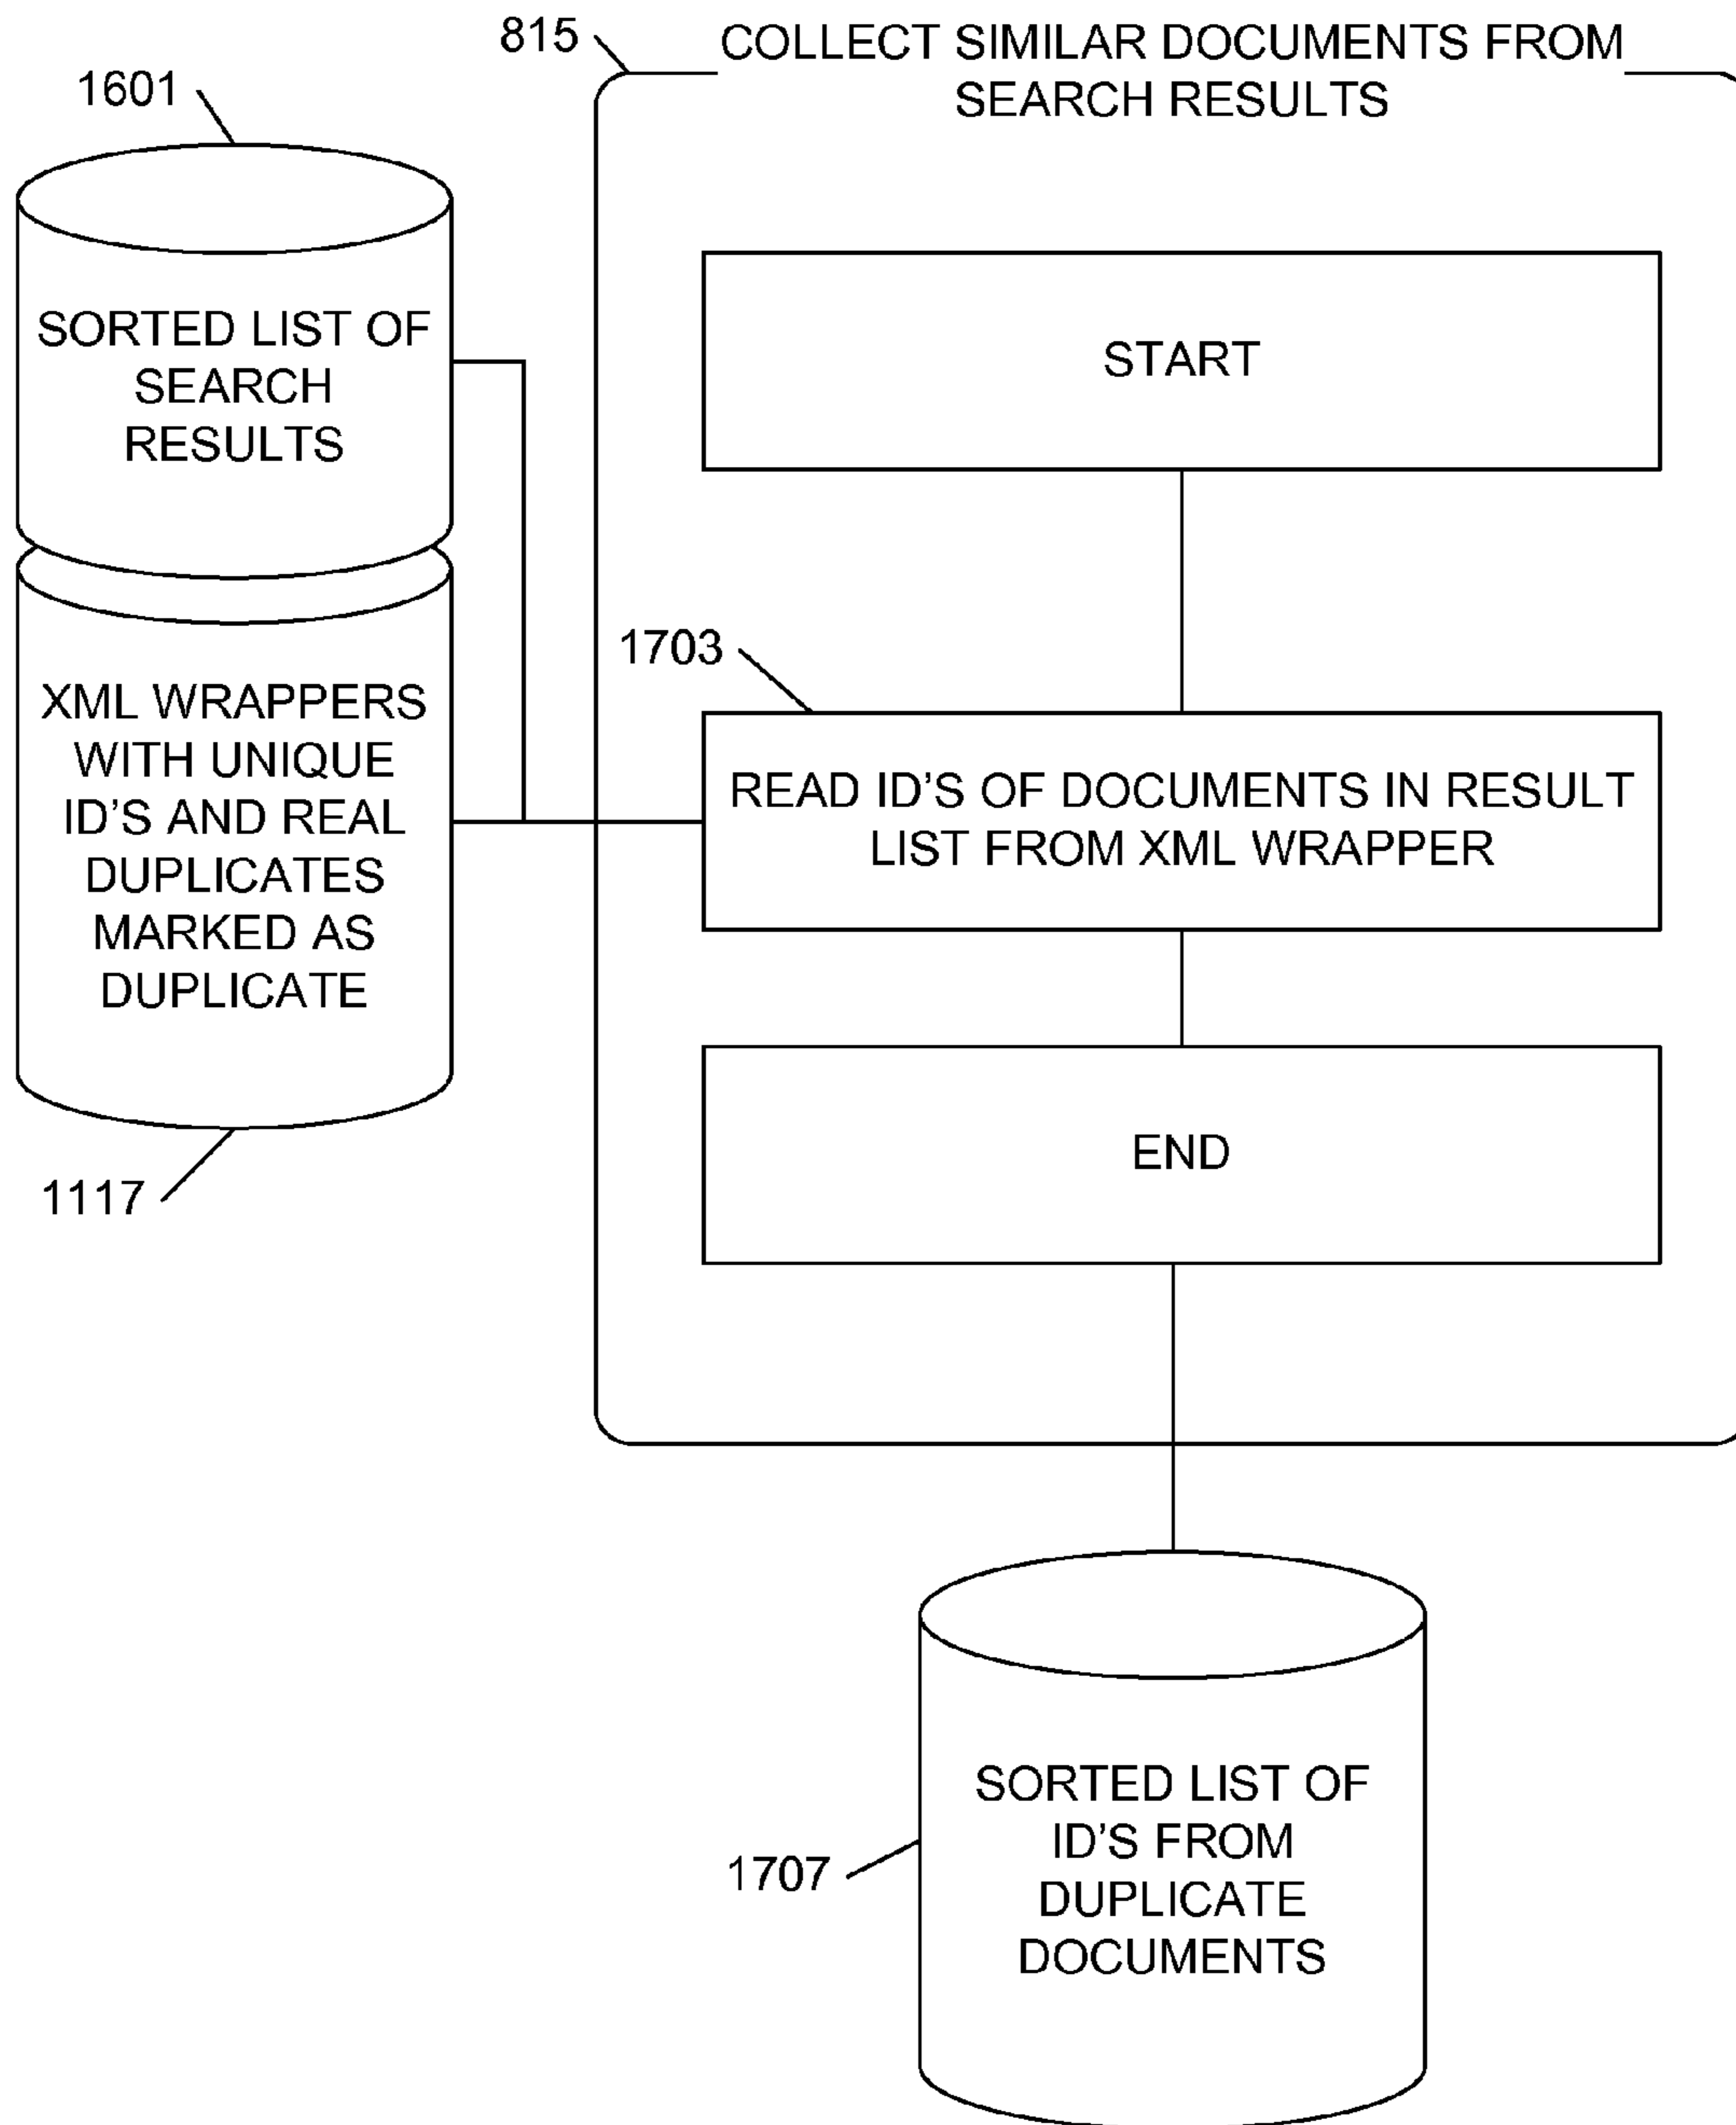 815
COLLECT SIMILAR DOCUMENTS FROM
SEARCH RESULTS
1601
SORTED LIST OF
SEARCH
RESULTS
START
1703
XML WRAPPERS
WITH UNIQUE
ID'S AND REAL
DUPLICATES
MARKED AS
DUPLICATE
READ ID'S OF DOCUMENTS IN RESULT
LIST FROM XML WRAPPER
END
1117
SORTED LIST OF
ID'S FROM
DUPLICATE
DOCUMENTS
1707